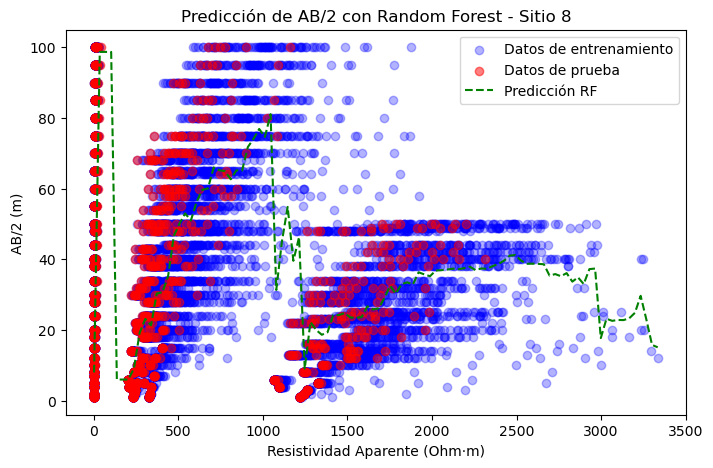 Predicción de AB/2 con Random Forest - Sitio 8
Datos de entrenamiento
Datos de prueba
Predicción RF
AB/2 (m)
100
80
60
40
20
0
0 500 1000 1500 2000 2500 3000 3500
Resistividad Aparente (Ohm·m)